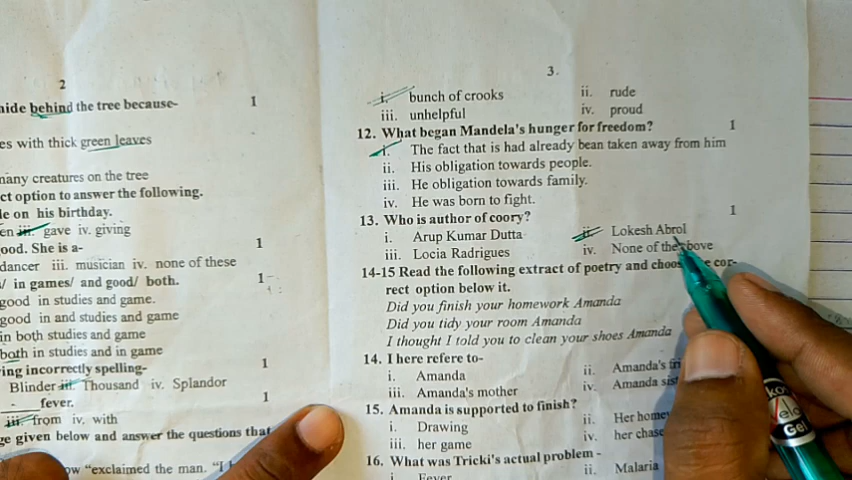 2
hide behind the tree because- 1
es with thick green leaves
many creatures on the tree
ct option to answer the following.
le on his birthday.
en iii. gave iv. giving
ood. She is a- 1
dancer iii. musician iv. none of these
/ in games/ and good/ both. 1
good in studies and game.
good in and studies and game
in both studies and game
both in studies and in game
ring incorrectly spelling- 1
Blinder iii. Thousand iv. Splandor
fever. 1
iii. from iv. with
ge given below and answer the questions that
ow "exclaimed the man. "I
3.
i. bunch of crooks ii. rude
iii. unhelpful iv. proud
12. What began Mandela's hunger for freedom? 1
i. The fact that is had already bean taken away from him
ii. His obligation towards people.
iii. He obligation towards family.
iv. He was born to fight.
13. Who is author of coory? 1
i. Arup Kumar Dutta ii. Lokesh Abrol
iii. Locia Radrigues iv. None of the above
14-15 Read the following extract of poetry and choose cor-
rect option below it.
Did you finish your homework Amanda
Did you tidy your room Amanda
I thought I told you to clean your shoes Amanda
14. I here refere to-
i. Amanda ii. Amanda's fri
iii. Amanda's mother iv. Amanda sist
15. Amanda is supported to finish?
i. Drawing ii. Her home
iii. her game iv. her chase
16. What was Tricki's actual problem -
i. Fever ii. Malaria
Gel